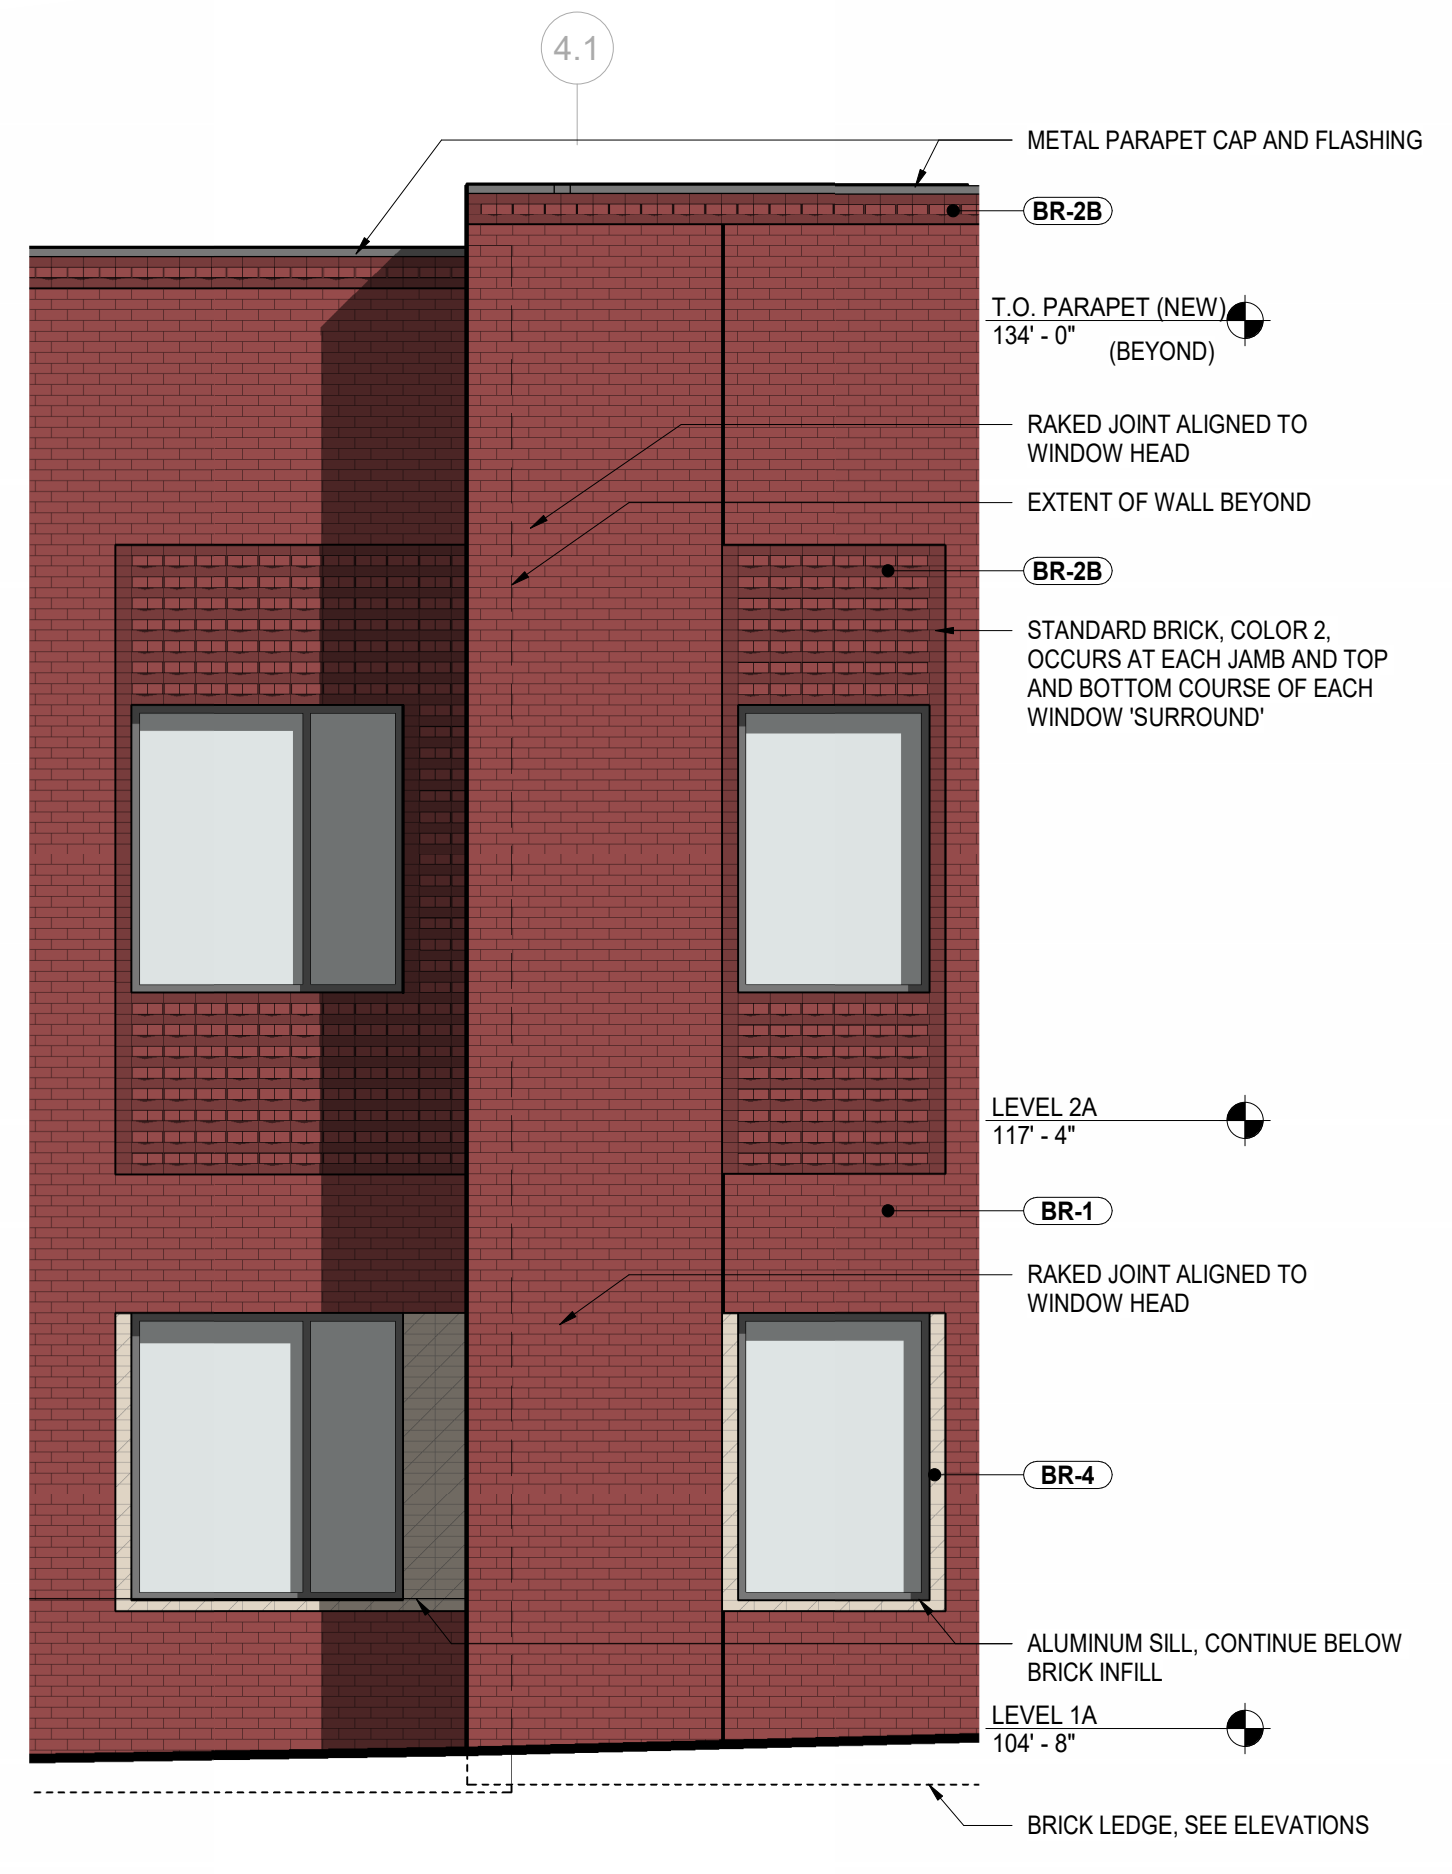 4.1
METAL PARAPET CAP AND FLASHING
BR-2B
T.O. PARAPET (NEW)
134' - 0"
(BEYOND)
RAKED JOINT ALIGNED TO
WINDOW HEAD
EXTENT OF WALL BEYOND
BR-2B
STANDARD BRICK, COLOR 2,
OCCURS AT EACH JAMB AND TOP
AND BOTTOM COURSE OF EACH
WINDOW 'SURROUND'
LEVEL 2A
117' - 4"
BR-1
RAKED JOINT ALIGNED TO
WINDOW HEAD
BR-4
ALUMINUM SILL, CONTINUE BELOW
BRICK INFILL
LEVEL 1A
104' - 8"
BRICK LEDGE, SEE ELEVATIONS